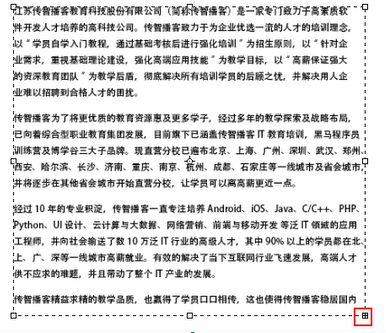 江苏传智播客教育科技股份有限公司（简称传智播客）是一家专门致力于高素质软
件开发人才培养的高科技公司。传智播客致力于为企业优选一流的人才的培训理念，
以“学员自学入门教程，通过基础考核后进行强化培训”为招生原则，以“针对企
业需求，重视基础理论建设，强化高端应用技能”为教学目标，以“高薪保证强大
的资深教育团队”为教学后盾，彻底解决所有培训学员的后顾之忧，并解决用人企
业难以招聘到合格人才的困扰。
传智播客为了将更优质的教育资源惠及更多学子，经过多年的教学探索及战略布局，
已向着综合型职业教育集团发展，目前旗下已涵盖传智播客 IT 教育培训，黑马程序员
训练营及博学谷三大子品牌。现直营分校已遍布北京、上海、广州、深圳、武汉、郑州、
西安、哈尔滨、长沙、济南、重庆、南京、杭州、成都、石家庄等一线城市及省会城市，
并将逐步在其他省会城市开始直营分校，让学员可以离高薪更近一点。
经过 10 年的专业积淀，传智播客一直专注培养 Android、iOS、Java、C/C++、PHP、
Python、UI 设计、云计算与大数据、网络营销、前端与移动开发 等泛 IT 领域的应用
工程师，并向社会输送了数 10 万泛 IT 行业的高级人才，其中 90% 以上的学员都在北、
上、广、深等一线城市高薪就业。有效的解决了当下互联网行业飞速发展，高端人才
供不应求的难题，并且带动了整个 IT 产业的发展。
传智播客精益求精的教学品质，也赢得了学员口口相传，这也使得传智播客稳居国内